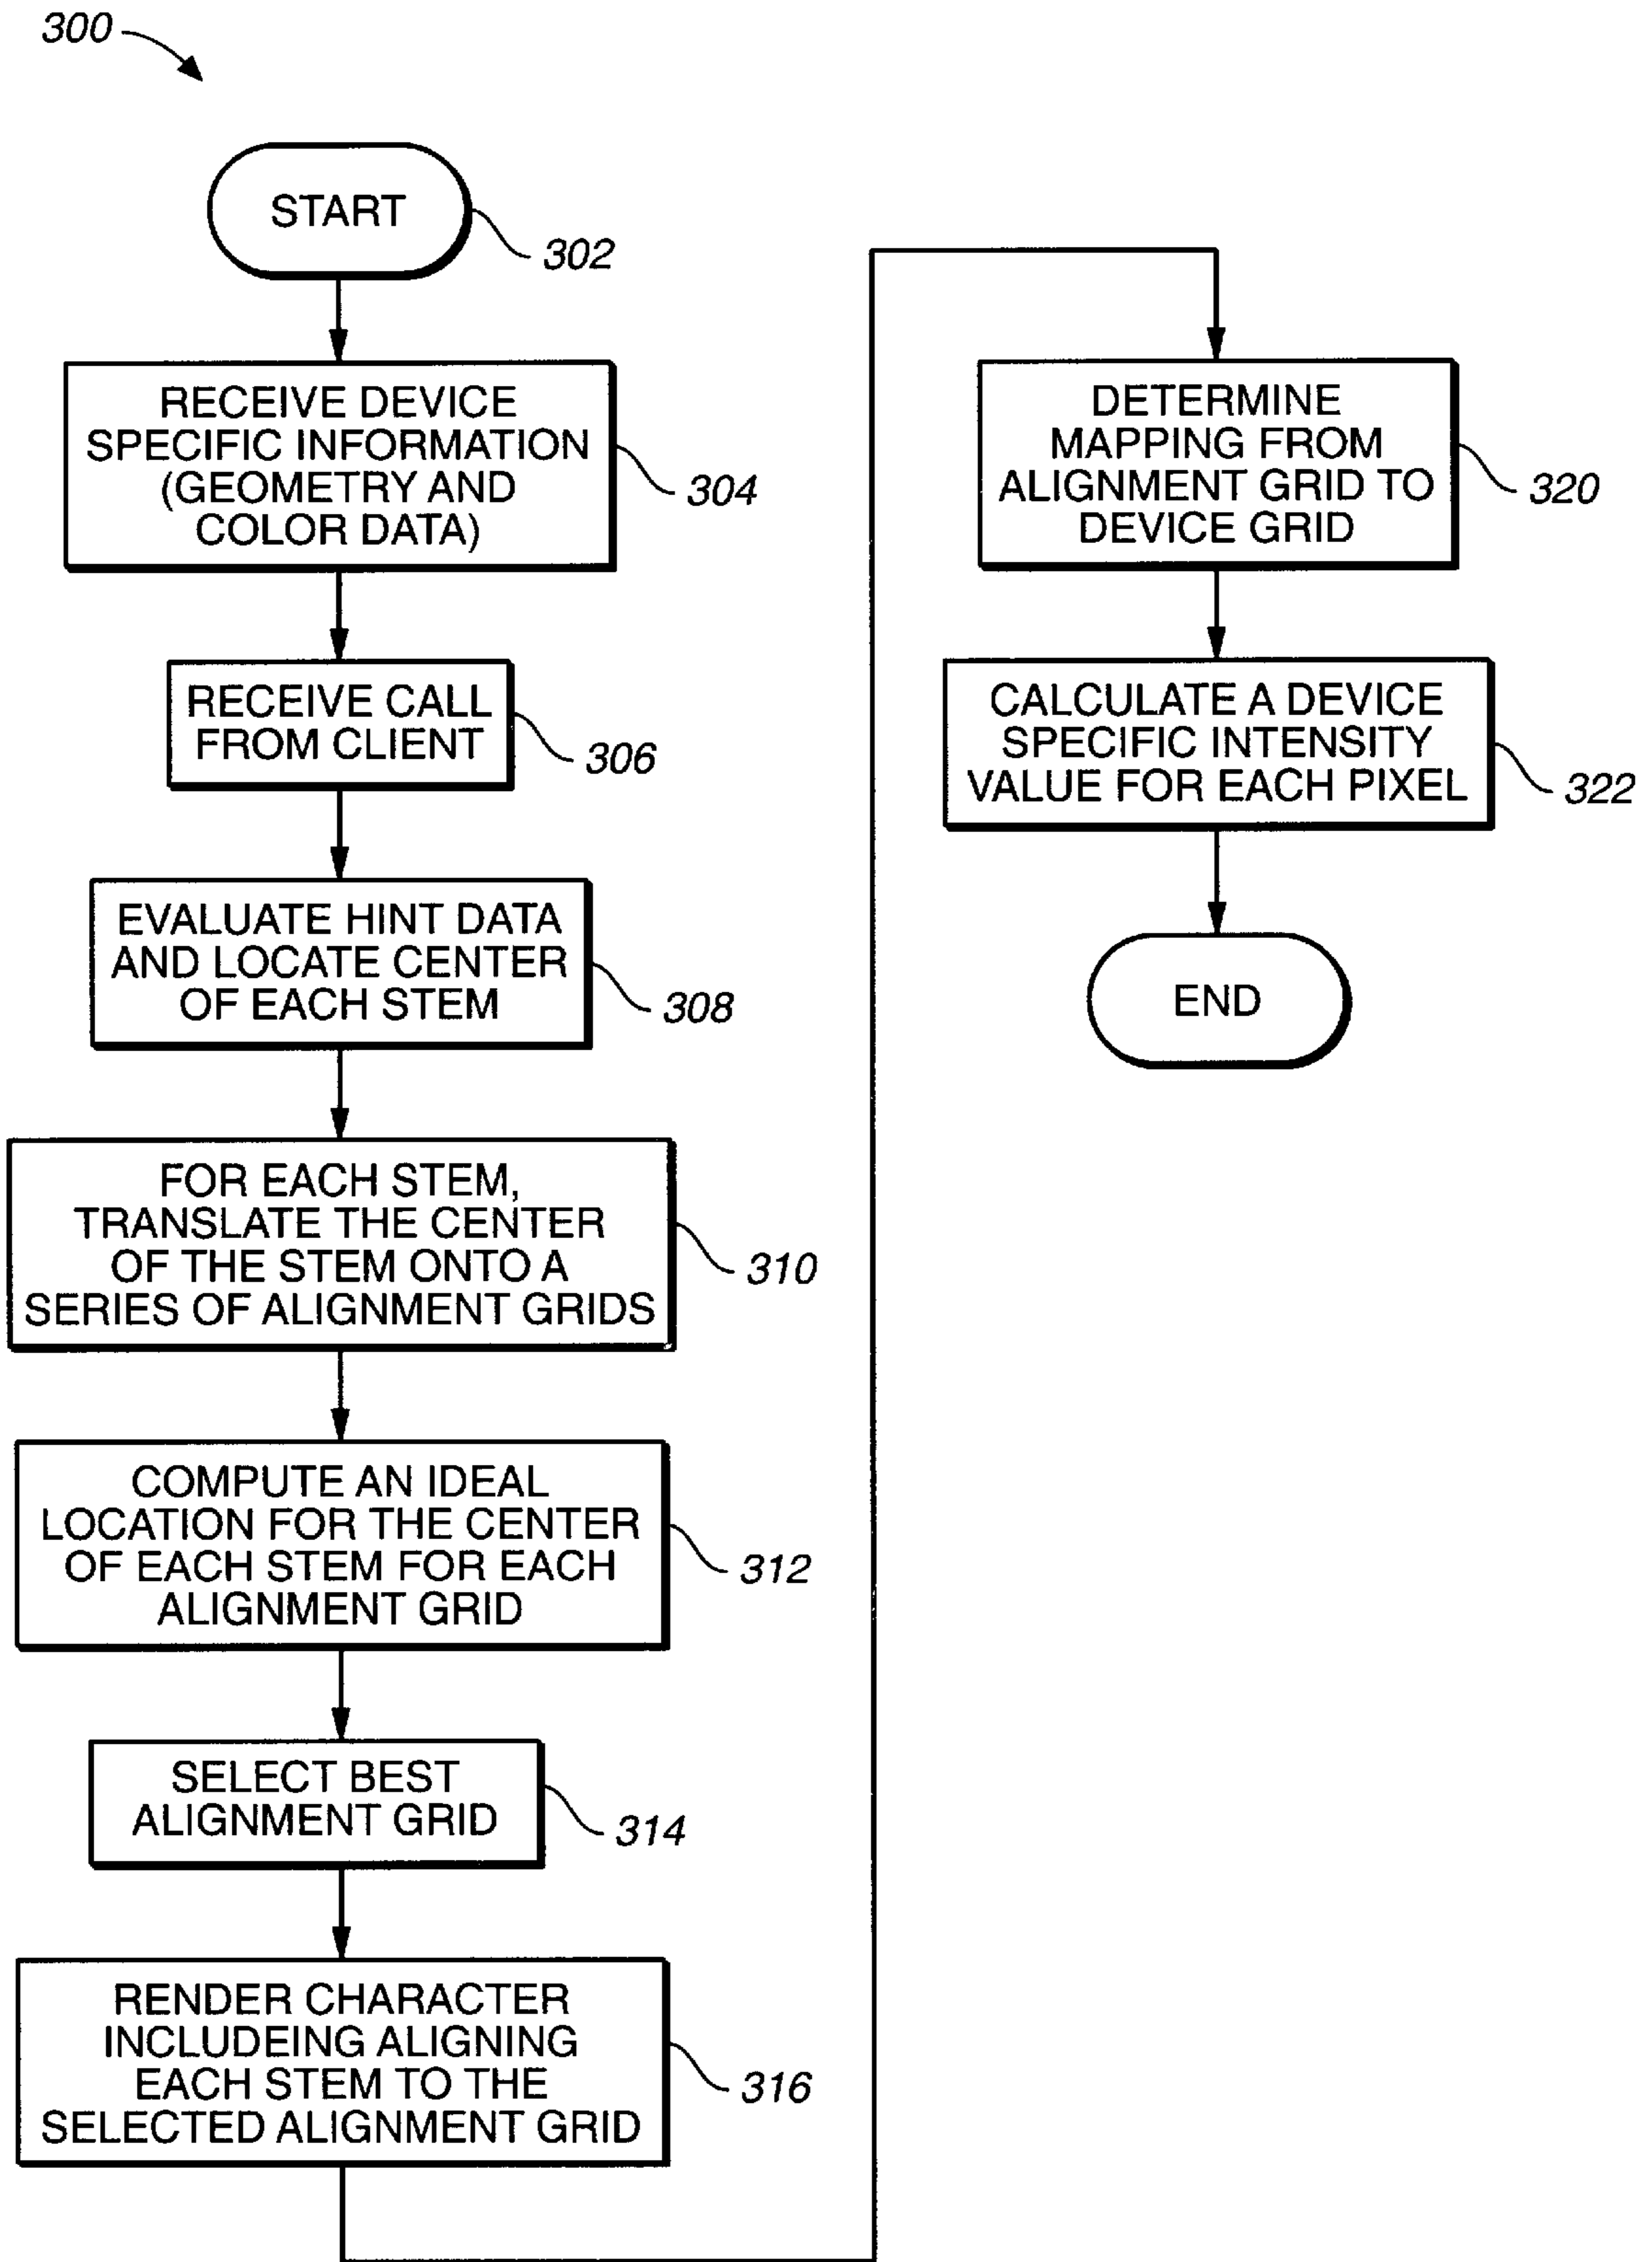 300
START
302
RECEIVE DEVICE
SPECIFIC INFORMATION
(GEOMETRY AND
COLOR DATA)
304
RECEIVE CALL
FROM CLIENT
306
EVALUATE HINT DATA
AND LOCATE CENTER
OF EACH STEM
308
FOR EACH STEM,
TRANSLATE THE CENTER
OF THE STEM ONTO A
SERIES OF ALIGNMENT GRIDS
310
COMPUTE AN IDEAL
LOCATION FOR THE CENTER
OF EACH STEM FOR EACH
ALIGNMENT GRID
312
SELECT BEST
ALIGNMENT GRID
314
RENDER CHARACTER
INCLUDEING ALIGNING
EACH STEM TO THE
SELECTED ALIGNMENT GRID
316
DETERMINE
MAPPING FROM
ALIGNMENT GRID TO
DEVICE GRID
320
CALCULATE A DEVICE
SPECIFIC INTENSITY
VALUE FOR EACH PIXEL
322
END